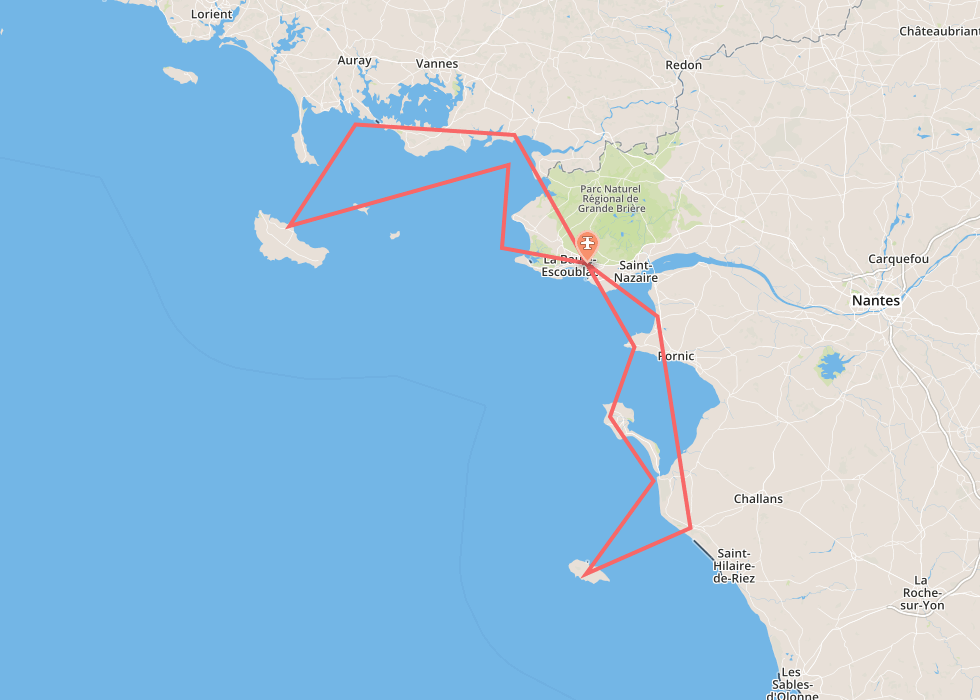 Lorient
Châteaubriant
Auray
Vannes
Redon
Parc Naturel
Régional de
Grande Brière
La Baule-
Escoublac
Saint-
Nazaire
Carquefou
Nantes
Pornic
Challans
Saint-
Hilaire-
de-Riez
La
Roche-
sur-Yon
Les
Sables-
d'Olonne